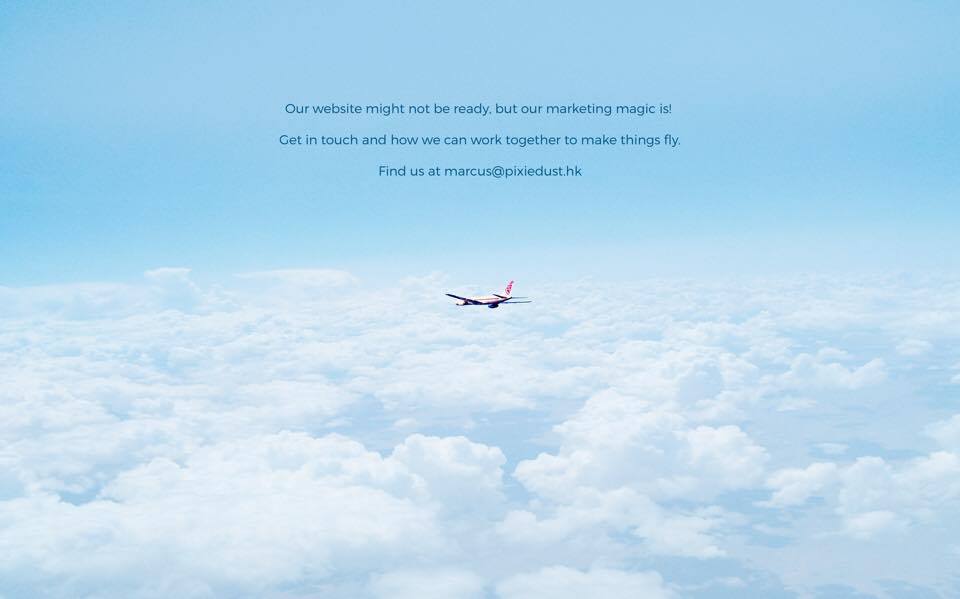 Our website might not be ready, but our marketing magic is!
Get in touch and how we can work together to make things fly.
Find us at marcus@pixiedust.hk